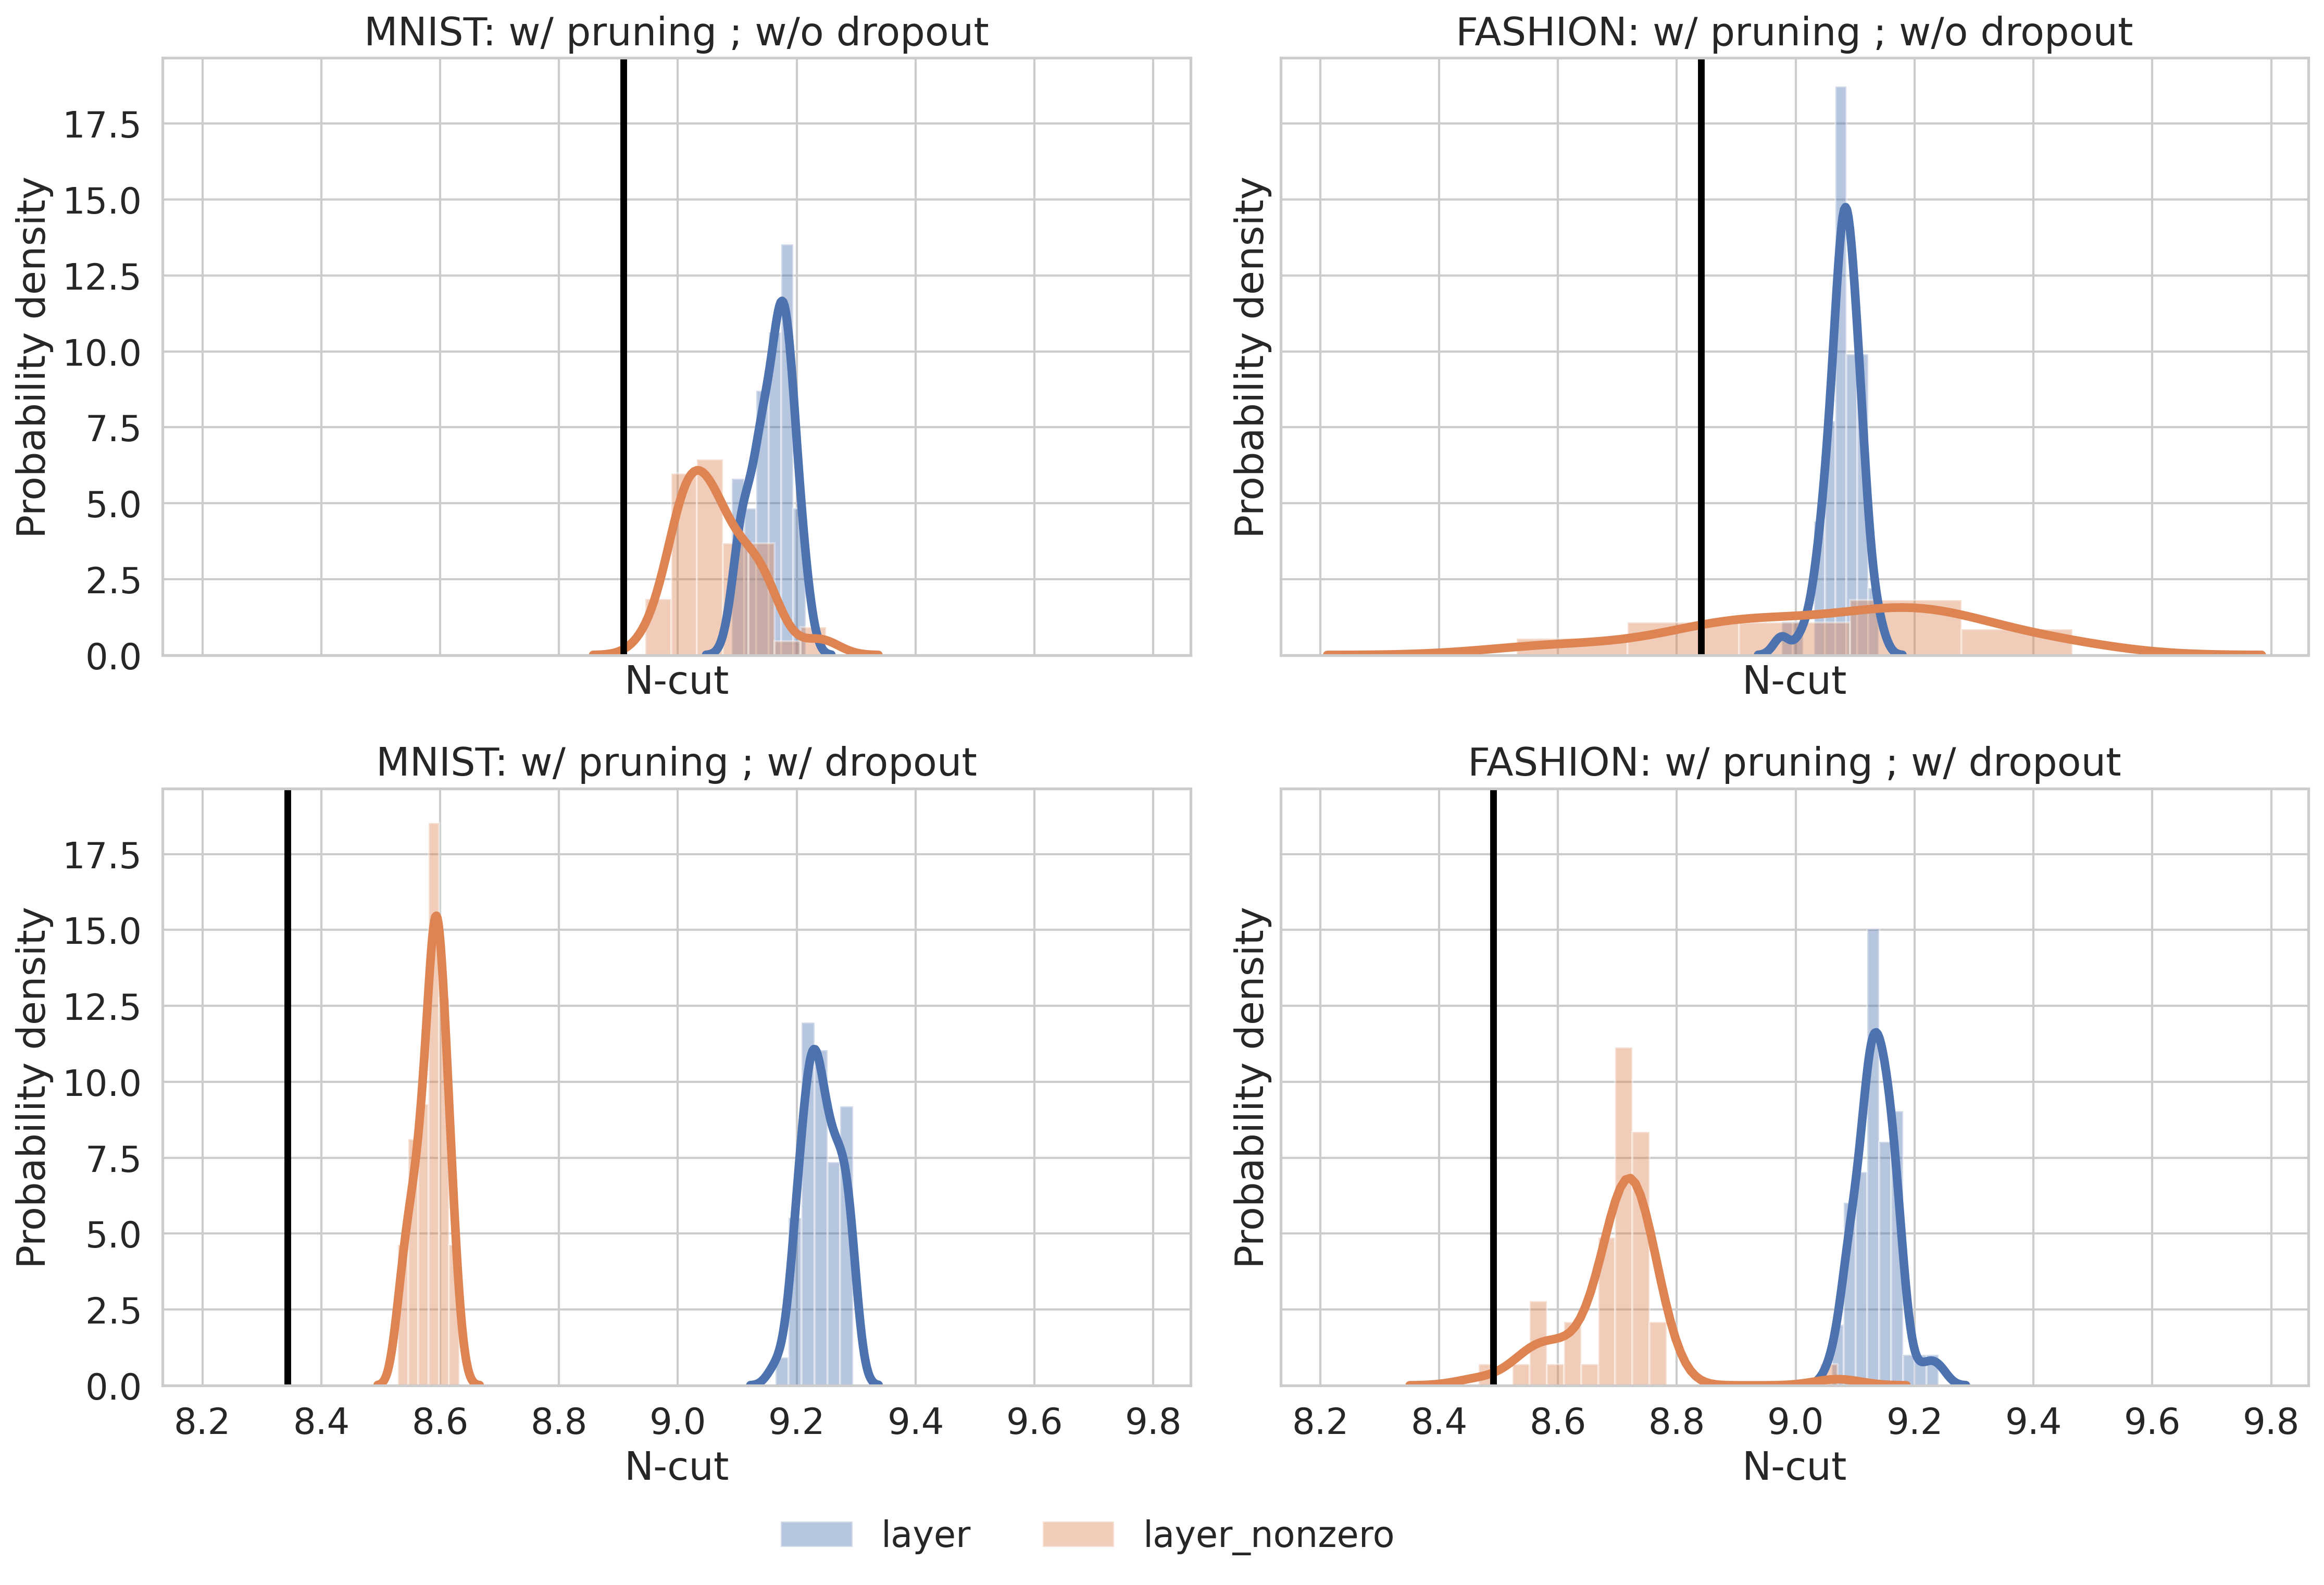 MNIST: w/ pruning ; w/o dropout
FASHION: w/ pruning ; w/o dropout
Probability density
17.5
15.0
12.5
10.0
7.5
5.0
2.5
0.0
N-cut
Probability density
N-cut
MNIST: w/ pruning ; w/ dropout
FASHION: w/ pruning ; w/ dropout
Probability density
17.5
15.0
12.5
10.0
7.5
5.0
2.5
0.0
8.2 8.4 8.6 8.8 9.0 9.2 9.4 9.6 9.8
N-cut
Probability density
8.2 8.4 8.6 8.8 9.0 9.2 9.4 9.6 9.8
N-cut
layer layer_nonzero